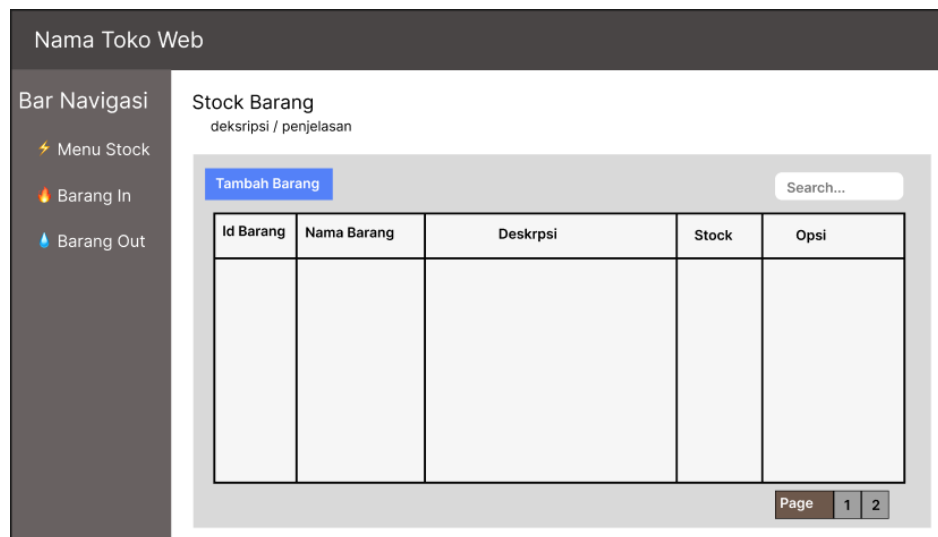 Nama Toko Web
Bar Navigasi
⚡ Menu Stock
🔥 Barang In
💧 Barang Out
Stock Barang
deksripsi / penjelasan
Tambah Barang
Search...
Id Barang Nama Barang Deskrpsi Stock Opsi
Page 1 2